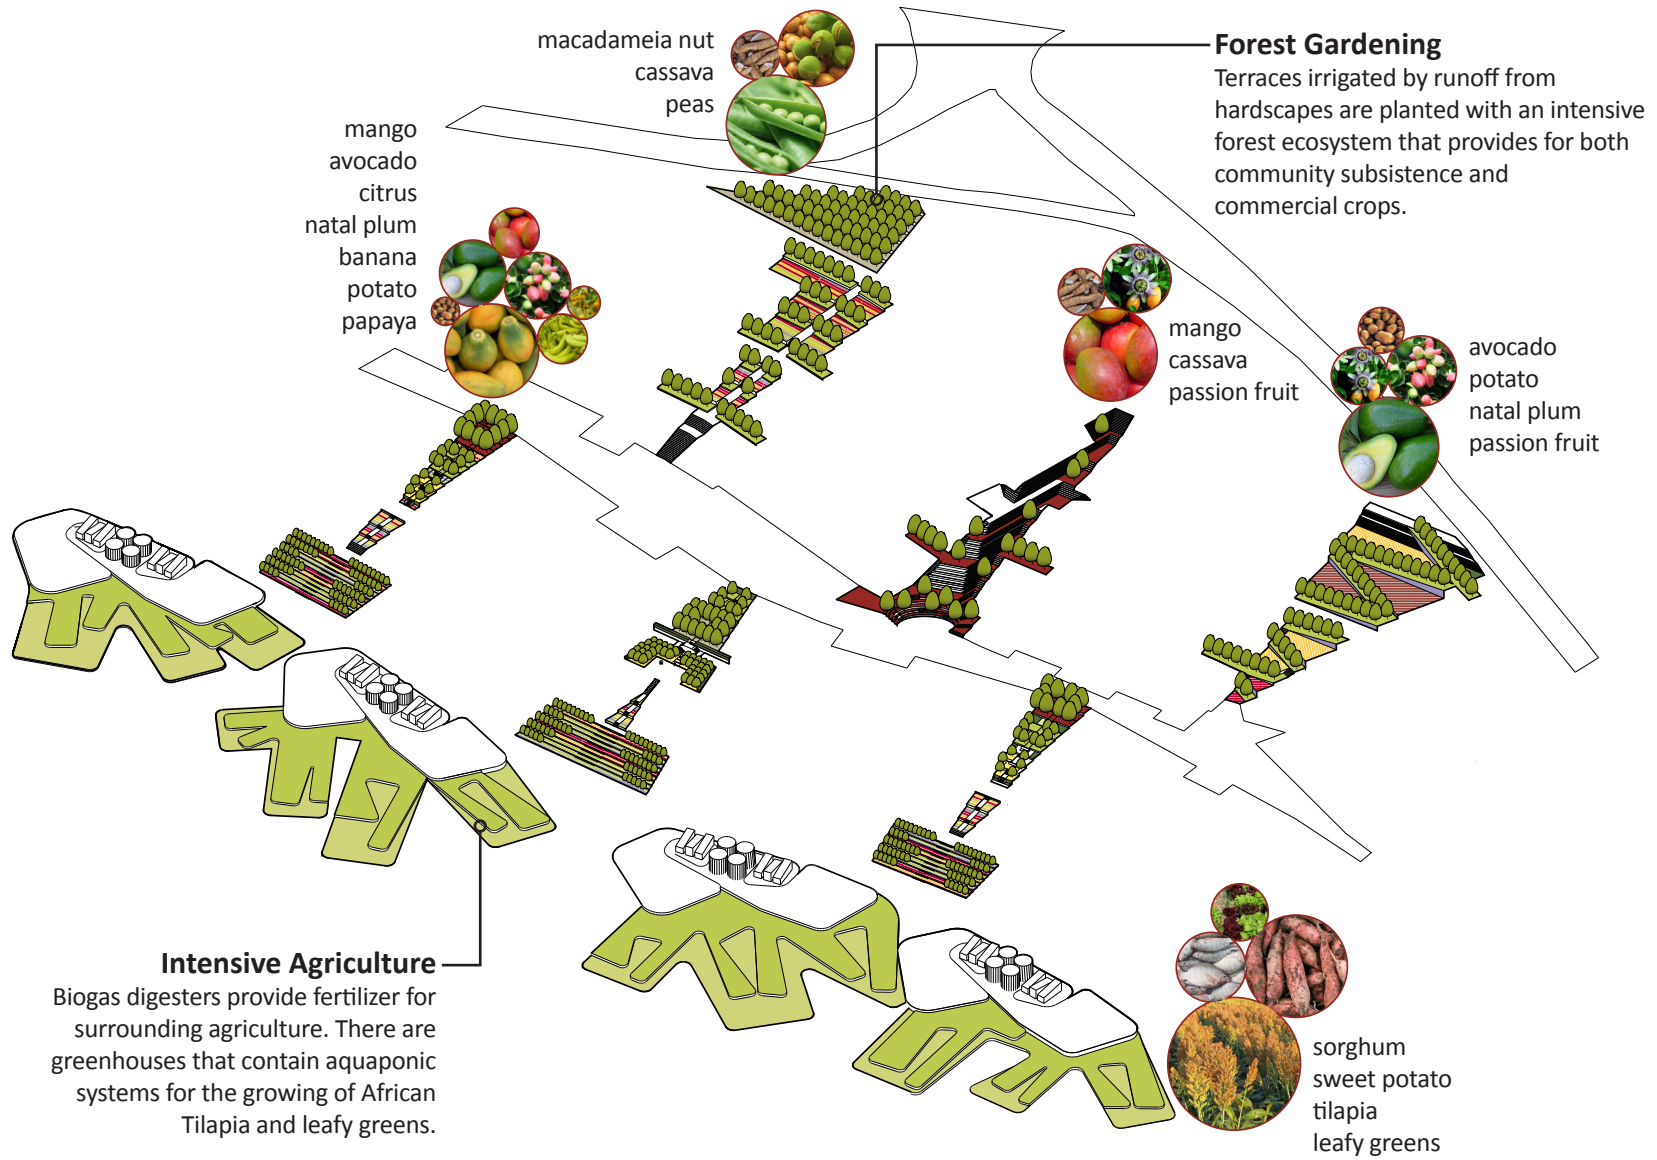 macadameia nut
cassava
peas
Forest Gardening
Terraces irrigated by runoff from
hardscapes are planted with an intensive
forest ecosystem that provides for both
community subsistence and
commercial crops.
mango
avocado
citrus
natal plum
banana
potato
papaya
mango
cassava
passion fruit
avocado
potato
natal plum
passion fruit
Intensive Agriculture
Biogas digesters provide fertilizer for
surrounding agriculture. There are
greenhouses that contain aquaponic
systems for the growing of African
Tilapia and leafy greens.
sorghum
sweet potato
tilapia
leafy greens